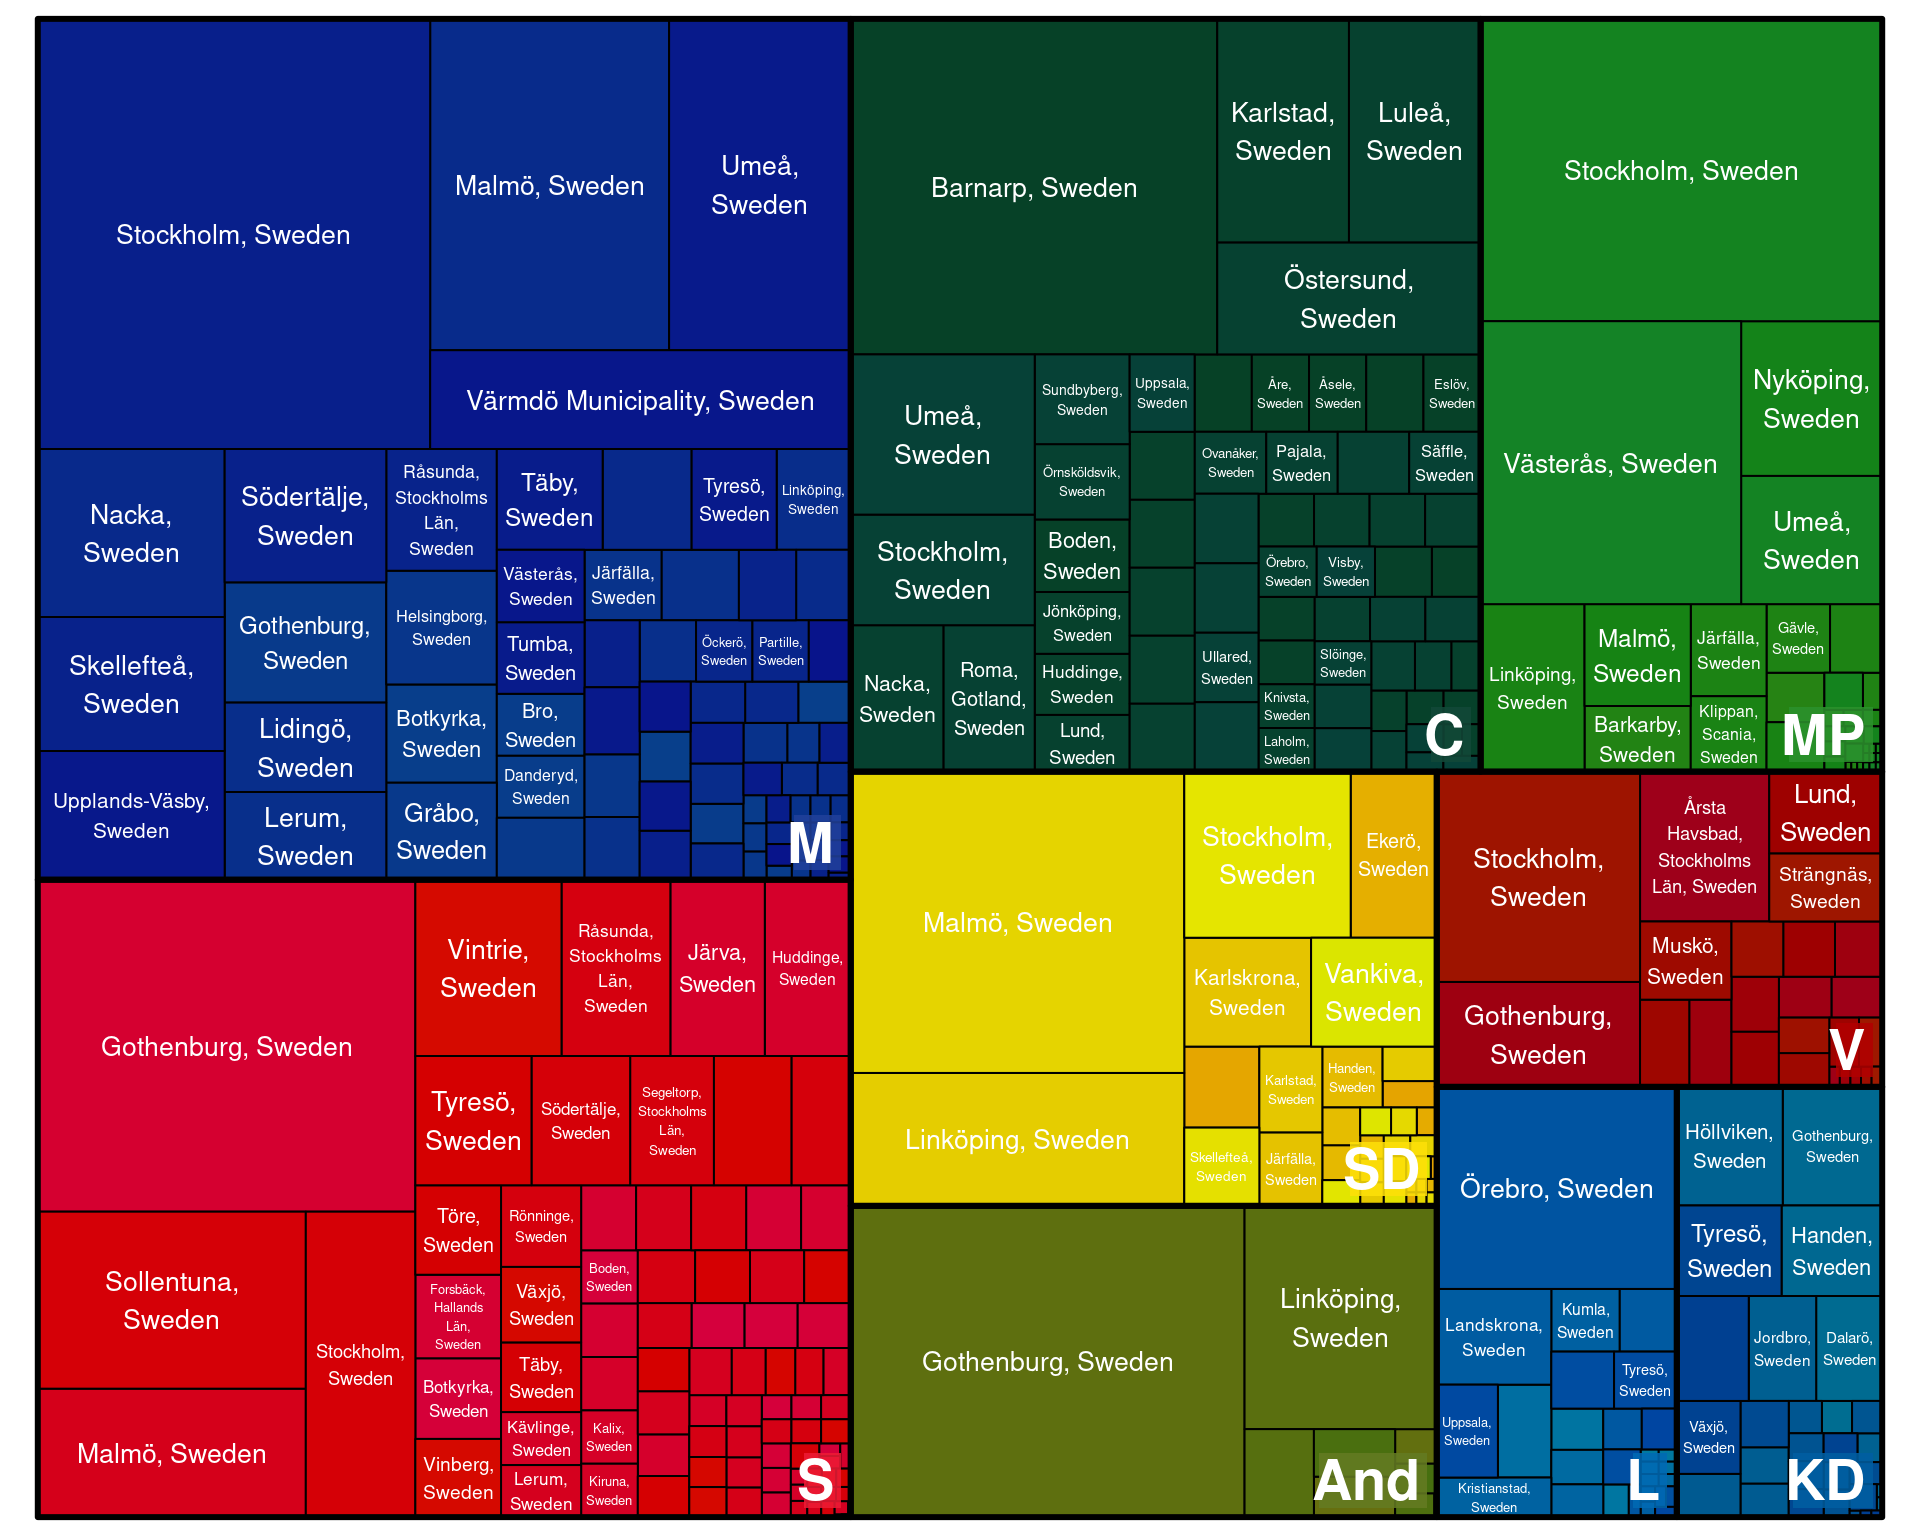 Stockholm, Sweden
Malmö, Sweden
Umeå,
Sweden
Värmdö Municipality, Sweden
Nacka,
Sweden
Södertälje,
Sweden
Råsunda,
Stockholms
Län,
Sweden
Täby,
Sweden
Tyresö,
Sweden
Linköping,
Sweden
Skellefteå,
Sweden
Gothenburg,
Sweden
Helsingborg,
Sweden
Västerås,
Sweden
Järfälla,
Sweden
Tumba,
Sweden
Öckerö,
Sweden
Partille,
Sweden
Upplands-Väsby,
Sweden
Lidingö,
Sweden
Botkyrka,
Sweden
Bro,
Sweden
Danderyd,
Sweden
Lerum,
Sweden
Gråbo,
Sweden
M
Barnarp, Sweden
Karlstad,
Sweden
Luleå,
Sweden
Östersund,
Sweden
Umeå,
Sweden
Sundbyberg,
Sweden
Uppsala,
Sweden
Åre,
Sweden
Åsele,
Sweden
Eslöv,
Sweden
Örnsköldsvik,
Sweden
Ovanåker,
Sweden
Pajala,
Sweden
Säffle,
Sweden
Stockholm,
Sweden
Boden,
Sweden
Örebro,
Sweden
Visby,
Sweden
Jönköping,
Sweden
Nacka,
Sweden
Roma,
Gotland,
Sweden
Huddinge,
Sweden
Ullared,
Sweden
Slöinge,
Sweden
Knivsta,
Sweden
Lund,
Sweden
Laholm,
Sweden
C
Stockholm, Sweden
Västerås, Sweden
Nyköping,
Sweden
Umeå,
Sweden
Linköping,
Sweden
Malmö,
Sweden
Järfälla,
Sweden
Gävle,
Sweden
Barkarby,
Sweden
Klippan,
Scania,
Sweden
MP
Gothenburg, Sweden
Vintrie,
Sweden
Råsunda,
Stockholms
Län,
Sweden
Järva,
Sweden
Huddinge,
Sweden
Tyresö,
Sweden
Södertälje,
Sweden
Segeltorp,
Stockholms
Län,
Sweden
Sollentuna,
Sweden
Stockholm,
Sweden
Malmö, Sweden
Töre,
Sweden
Rönninge,
Sweden
Forsbäck,
Hallands
Län,
Sweden
Växjö,
Sweden
Boden,
Sweden
Täby,
Sweden
Botkyrka,
Sweden
Kävlinge,
Sweden
Kalix,
Sweden
Vinberg,
Sweden
Lerum,
Sweden
Kiruna,
Sweden
S
Malmö, Sweden
Stockholm,
Sweden
Ekerö,
Sweden
Karlskrona,
Sweden
Vankiva,
Sweden
Linköping, Sweden
Karlstad,
Sweden
Handen,
Sweden
Skellefteå,
Sweden
Järfälla,
Sweden
SD
Stockholm,
Sweden
Årsta
Havsbad,
Stockholms
Län, Sweden
Lund,
Sweden
Strängnäs,
Sweden
Muskö,
Sweden
Gothenburg,
Sweden
V
Gothenburg, Sweden
Linköping,
Sweden
And
Örebro, Sweden
Landskrona,
Sweden
Kumla,
Sweden
Tyresö,
Sweden
Uppsala,
Sweden
Kristianstad,
Sweden
L
Höllviken,
Sweden
Gothenburg,
Sweden
Tyresö,
Sweden
Handen,
Sweden
Jordbro,
Sweden
Dalarö,
Sweden
Växjö,
Sweden
KD